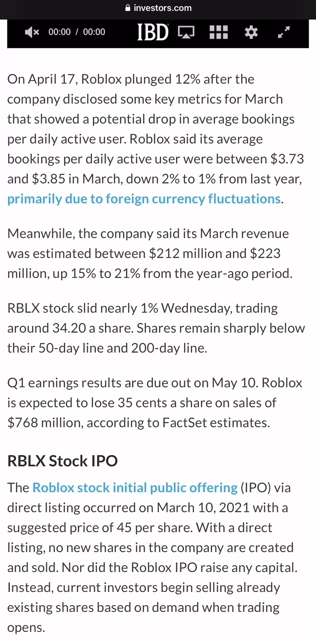 investors.com
00:00 / 00:00
IBD
On April 17, Roblox plunged 12% after the
company disclosed some key metrics for March
that showed a potential drop in average bookings
per daily active user. Roblox said its average
bookings per daily active user were between $3.73
and $3.85 in March, down 2% to 1% from last year,
primarily due to foreign currency fluctuations.
Meanwhile, the company said its March revenue
was estimated between $212 million and $223
million, up 15% to 21% from the year-ago period.
RBLX stock slid nearly 1% Wednesday, trading
around 34.20 a share. Shares remain sharply below
their 50-day line and 200-day line.
Q1 earnings results are due out on May 10. Roblox
is expected to lose 35 cents a share on sales of
$768 million, according to FactSet estimates.
RBLX Stock IPO
The Roblox stock initial public offering (IPO) via
direct listing occurred on March 10, 2021 with a
suggested price of 45 per share. With a direct
listing, no new shares in the company are created
and sold. Nor did the Roblox IPO raise any capital.
Instead, current investors begin selling already
existing shares based on demand when trading
opens.